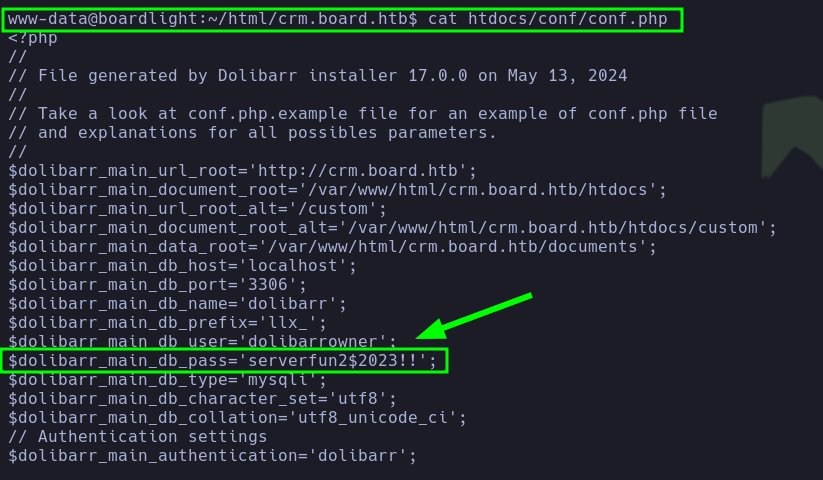 www-data@boardlight:~/html/crm.board.htb$ cat htdocs/conf/conf.php
<?php
//
// File generated by Dolibarr installer 17.0.0 on May 13, 2024
//
// Take a look at conf.php.example file for an example of conf.php file
// and explanations for all possibles parameters.
//
$dolibarr_main_url_root='http://crm.board.htb';
$dolibarr_main_document_root='/var/www/html/crm.board.htb/htdocs';
$dolibarr_main_url_root_alt='/custom';
$dolibarr_main_document_root_alt='/var/www/html/crm.board.htb/htdocs/custom';
$dolibarr_main_data_root='/var/www/html/crm.board.htb/documents';
$dolibarr_main_db_host='localhost';
$dolibarr_main_db_port='3306';
$dolibarr_main_db_name='dolibarr';
$dolibarr_main_db_prefix='llx_';
$dolibarr_main_db_user='dolibarrowner';
$dolibarr_main_db_pass='serverfun2$2023!!';
$dolibarr_main_db_type='mysqli';
$dolibarr_main_db_character_set='utf8';
$dolibarr_main_db_collation='utf8_unicode_ci';
// Authentication settings
$dolibarr_main_authentication='dolibarr';